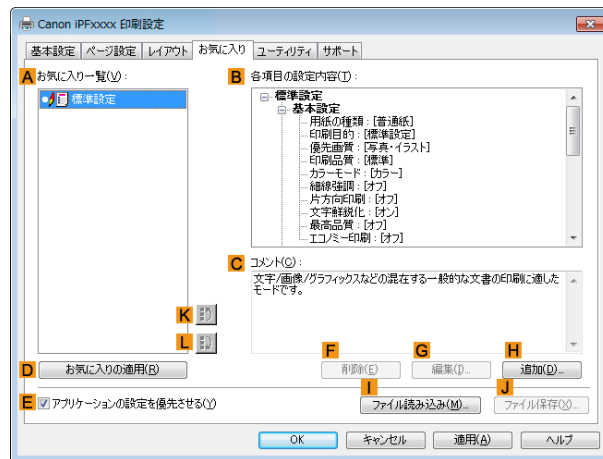 Canon iPFxxxx 印刷設定
基本設定 ページ設定 レイアウト お気に入り ユーティリティ サポート
A お気に入り一覧(V):
標準設定
B 各項目の設定内容(T):
標準設定
基本設定
用紙の種類 : [普通紙]
印刷目的 : [標準設定]
優先画質 : [写真・イラスト]
印刷品質 : [標準]
カラーモード : [カラー]
細線強調 : [オフ]
片方向印刷 : [オフ]
文字鮮鋭化 : [オン]
最高品質 : [オフ]
エコノミー印刷 : [オフ]
C コメント(O):
文字/画像/グラフィックスなどの混在する一般的な文書の印刷に適した
モードです。
K
L
D お気に入りの適用(R)
F 削除(E)
G 編集(I)...
H 追加(D)...
E アプリケーションの設定を優先させる(Y)
I ファイル読み込み(M)...
J ファイル保存(X)...
OK キャンセル 適用(A) ヘルプ